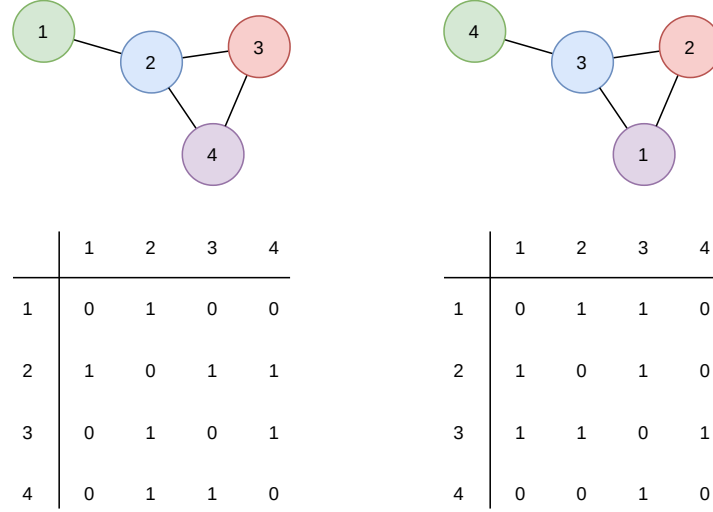 1 2 3 4
4 3 2 1
1 2 3 4
1 0 1 0 0
2 1 0 1 1
3 0 1 0 1
4 0 1 1 0
1 2 3 4
1 0 1 1 0
2 1 0 1 0
3 1 1 0 1
4 0 0 1 0